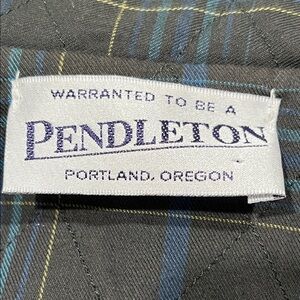 WARRANTED TO BE A
PENDLETON
PORTLAND, OREGON